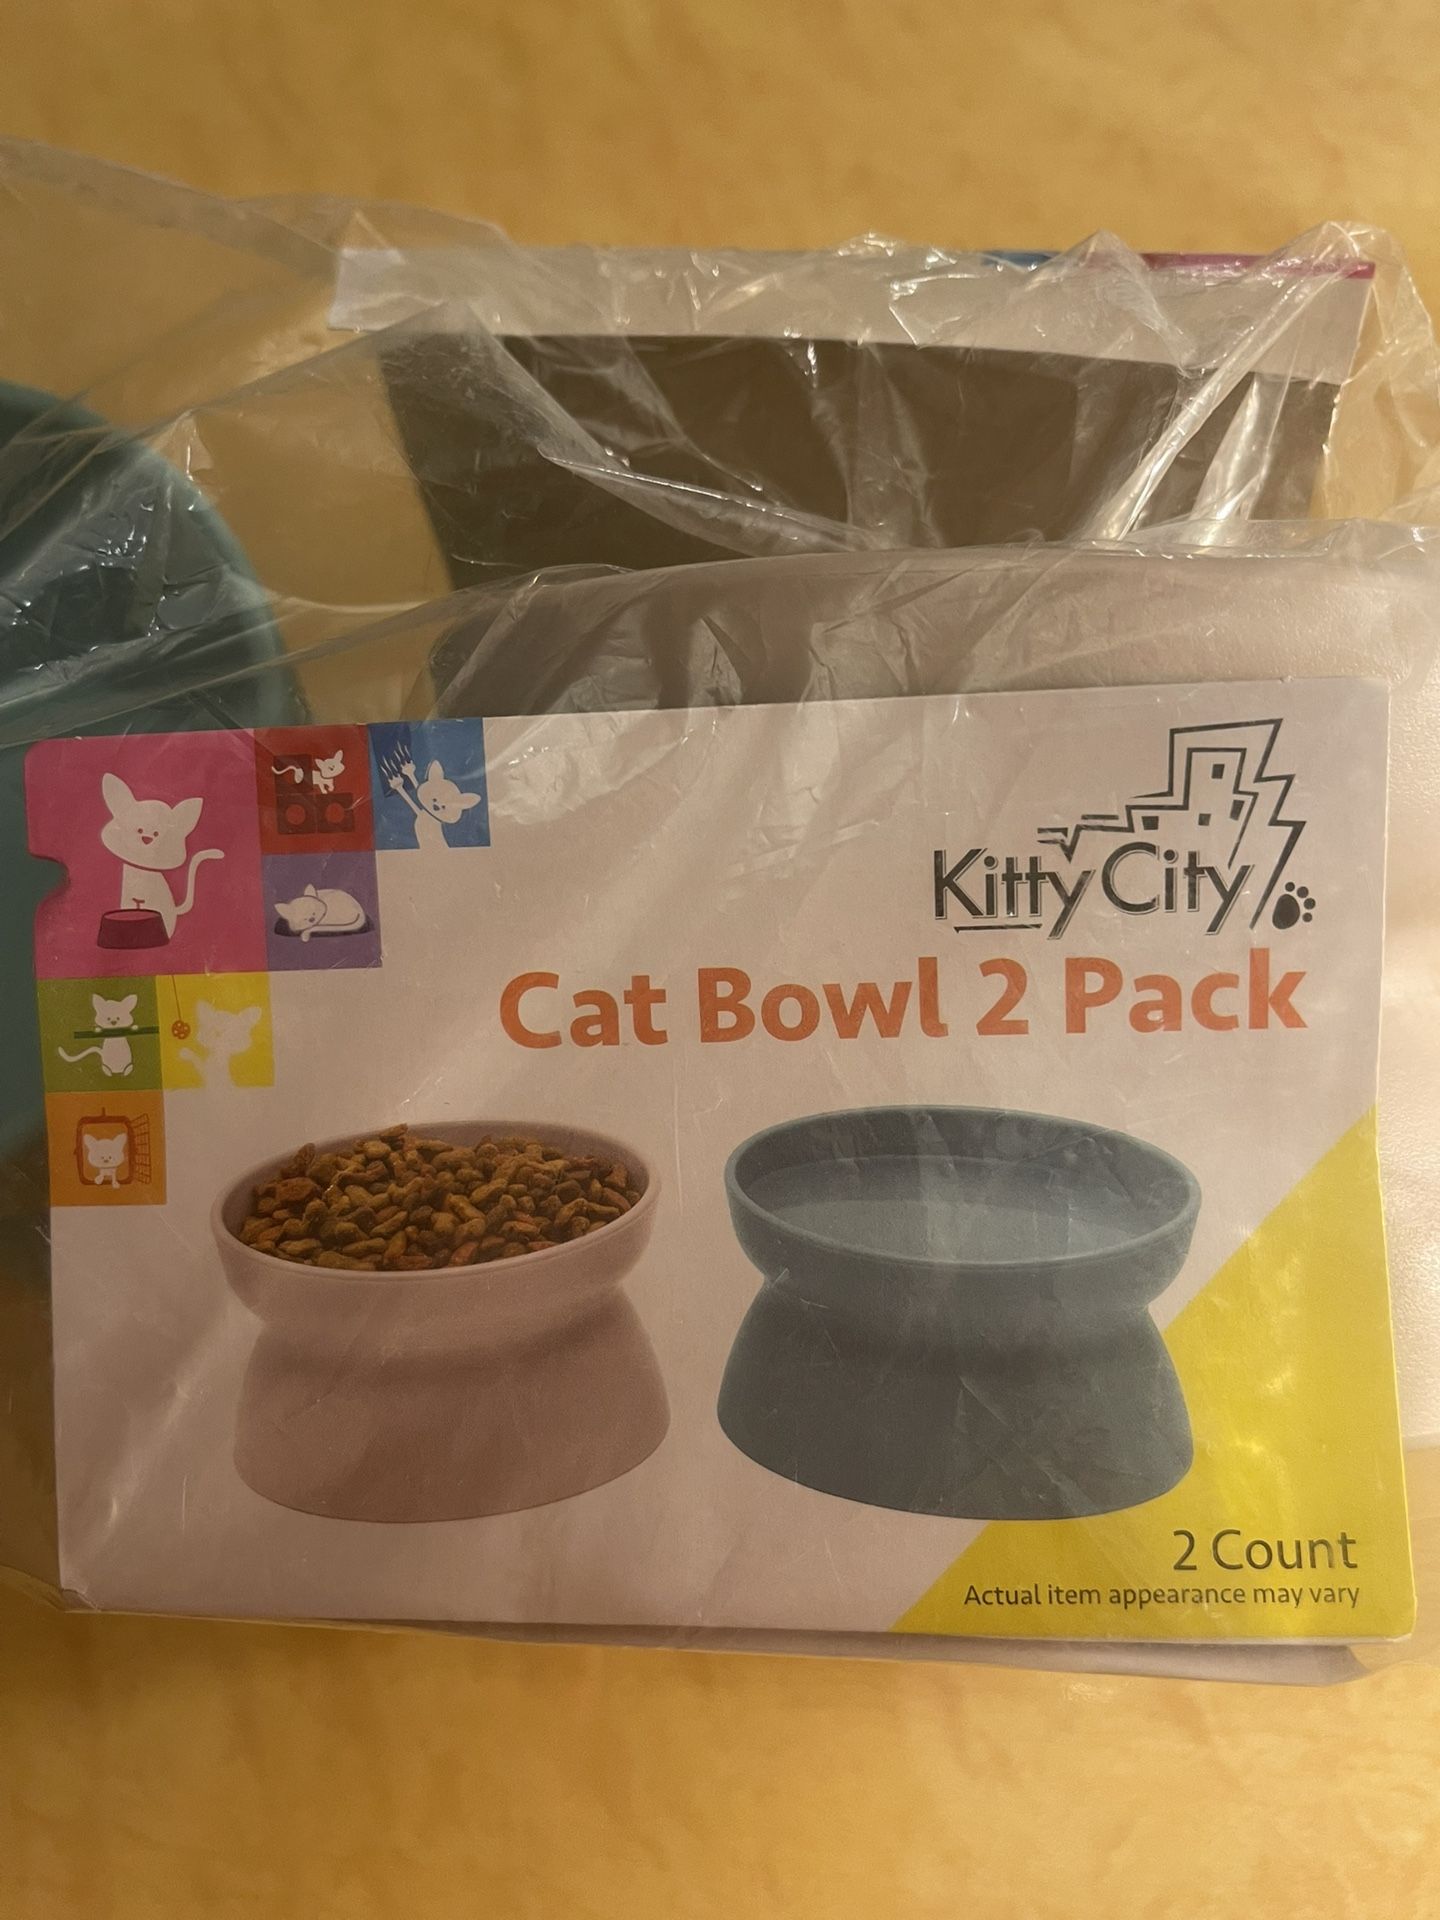 Kitty City
Cat Bowl 2 Pack
2 Count
Actual item appearance may vary